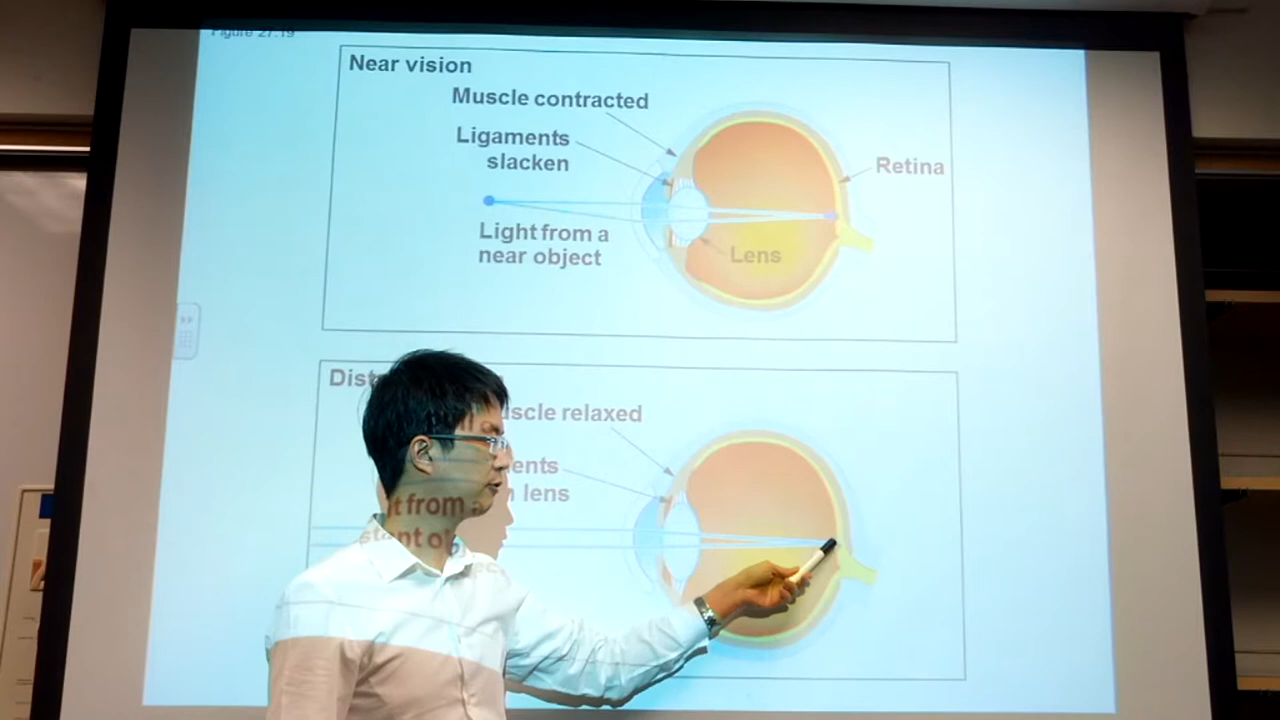 Figure 27.19
Near vision
Muscle contracted
Ligaments
slacken
Retina
Light from a
near object
Lens
Dist
uscle relaxed
ents
lens
t from a
stant obj